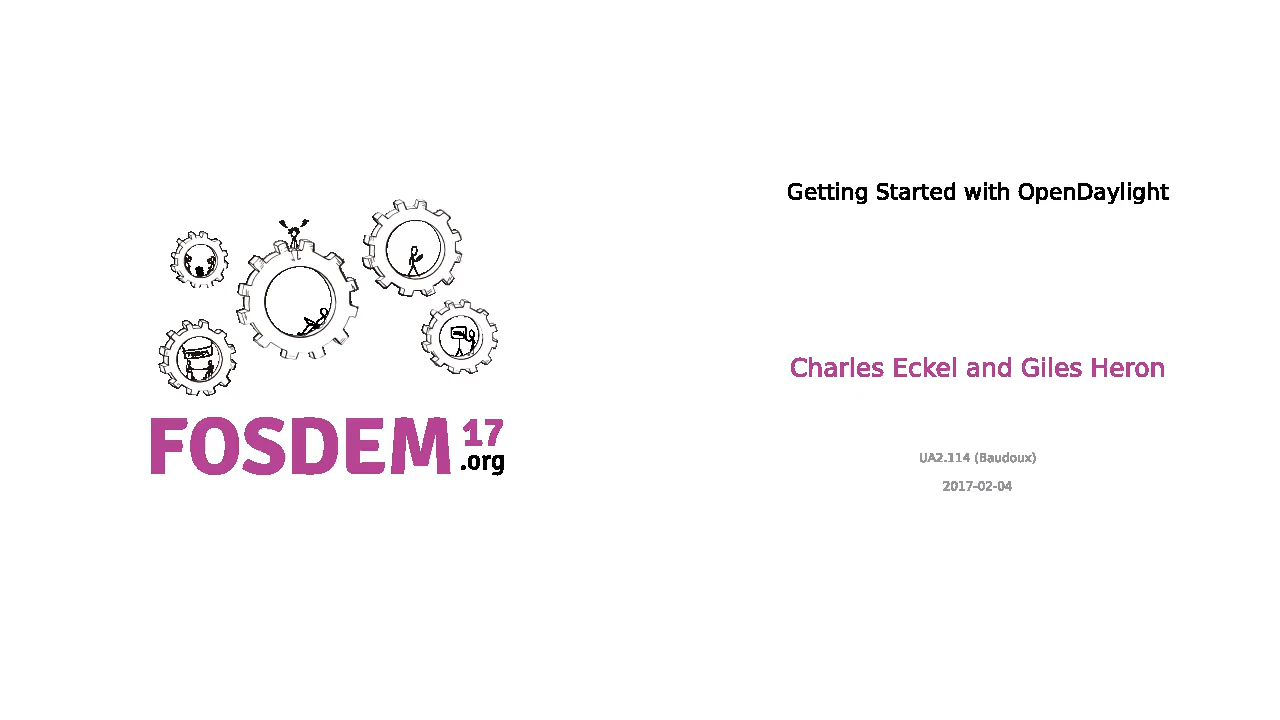 FOSDEM 17
.org
Getting Started with OpenDaylight
Charles Eckel and Giles Heron
UA2.114 (Baudoux)
2017-02-04